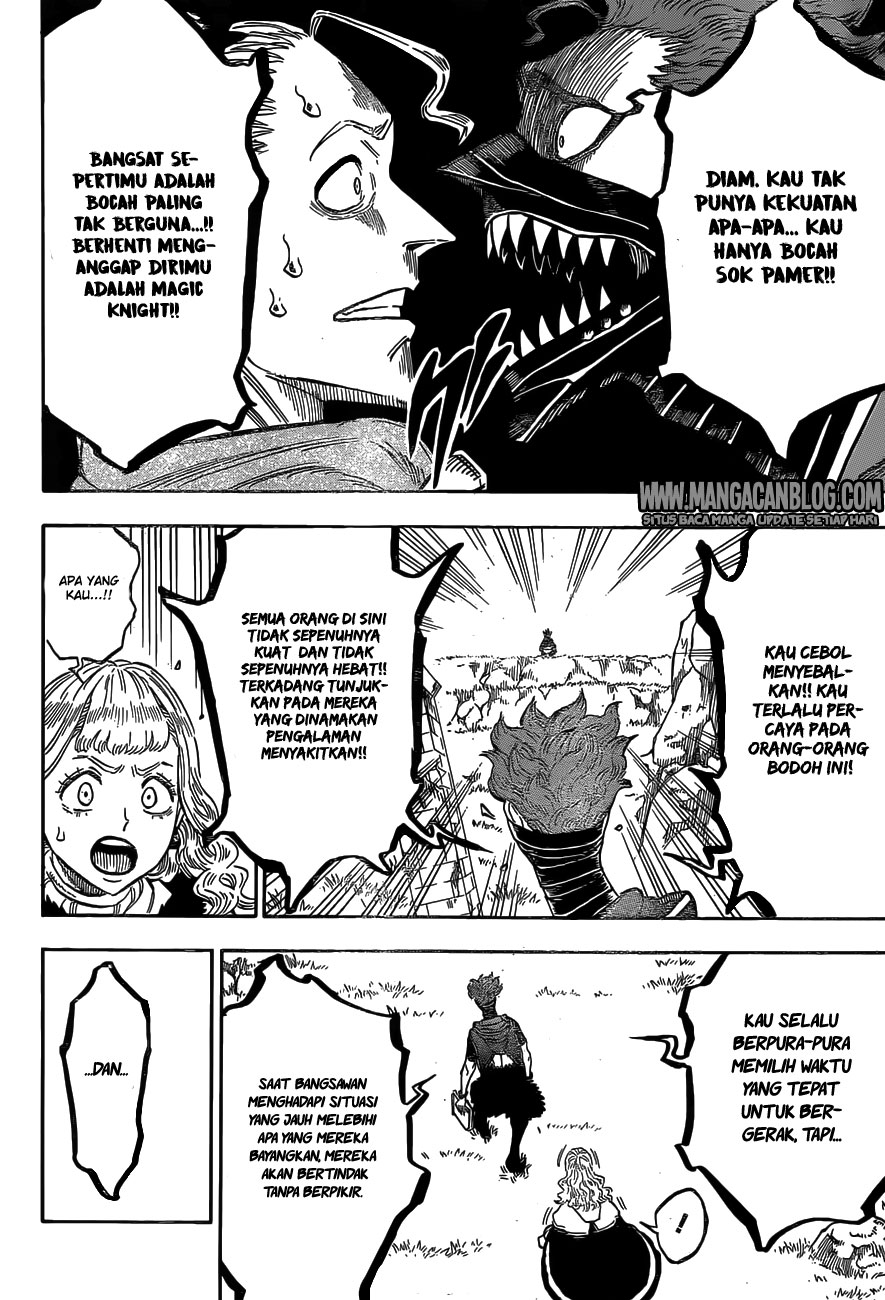 DIAM. KAU TAK
PUNYA KEKUATAN
APA-APA... KAU
HANYA BOCAH
SOK PAMER!!
BANGSAT SE-
PERTIMU ADALAH
BOCAH PALING
TAK BERGUNA...!!
BERHENTI MENG-
ANGGAP DIRIMU
ADALAH MAGIC
KNIGHT!!
WWW.MANGACANBLOG.COM
SITUS BACA MANGA UPDATE SETIAP HARI
KAU CEBOL
MENYEBAL-
KAN!! KAU
TERLALU PER-
CAYA PADA
ORANG-ORANG
BODOH INI!
SEMUA ORANG DI SINI
TIDAK SEPENUHNYA
KUAT DAN TIDAK
SEPENUHNYA HEBAT!!
TERKADANG TUNJUK-
KAN PADA MEREKA
YANG DINAMAKAN
PENGALAMAN
MENYAKITKAN!!
APA YANG
KAU...!!
KAU SELALU
BERPURA-PURA
MEMILIH WAKTU
YANG TEPAT
UNTUK BER-
GERAK, TAPI...
!
SAAT BANGSAWAN
MENGHADAPI SITUASI
YANG JAUH MELEBIHI
APA YANG MEREKA
BAYANGKAN, MEREKA
AKAN BERTINDAK
TANPA BERPIKIR.
...DAN...